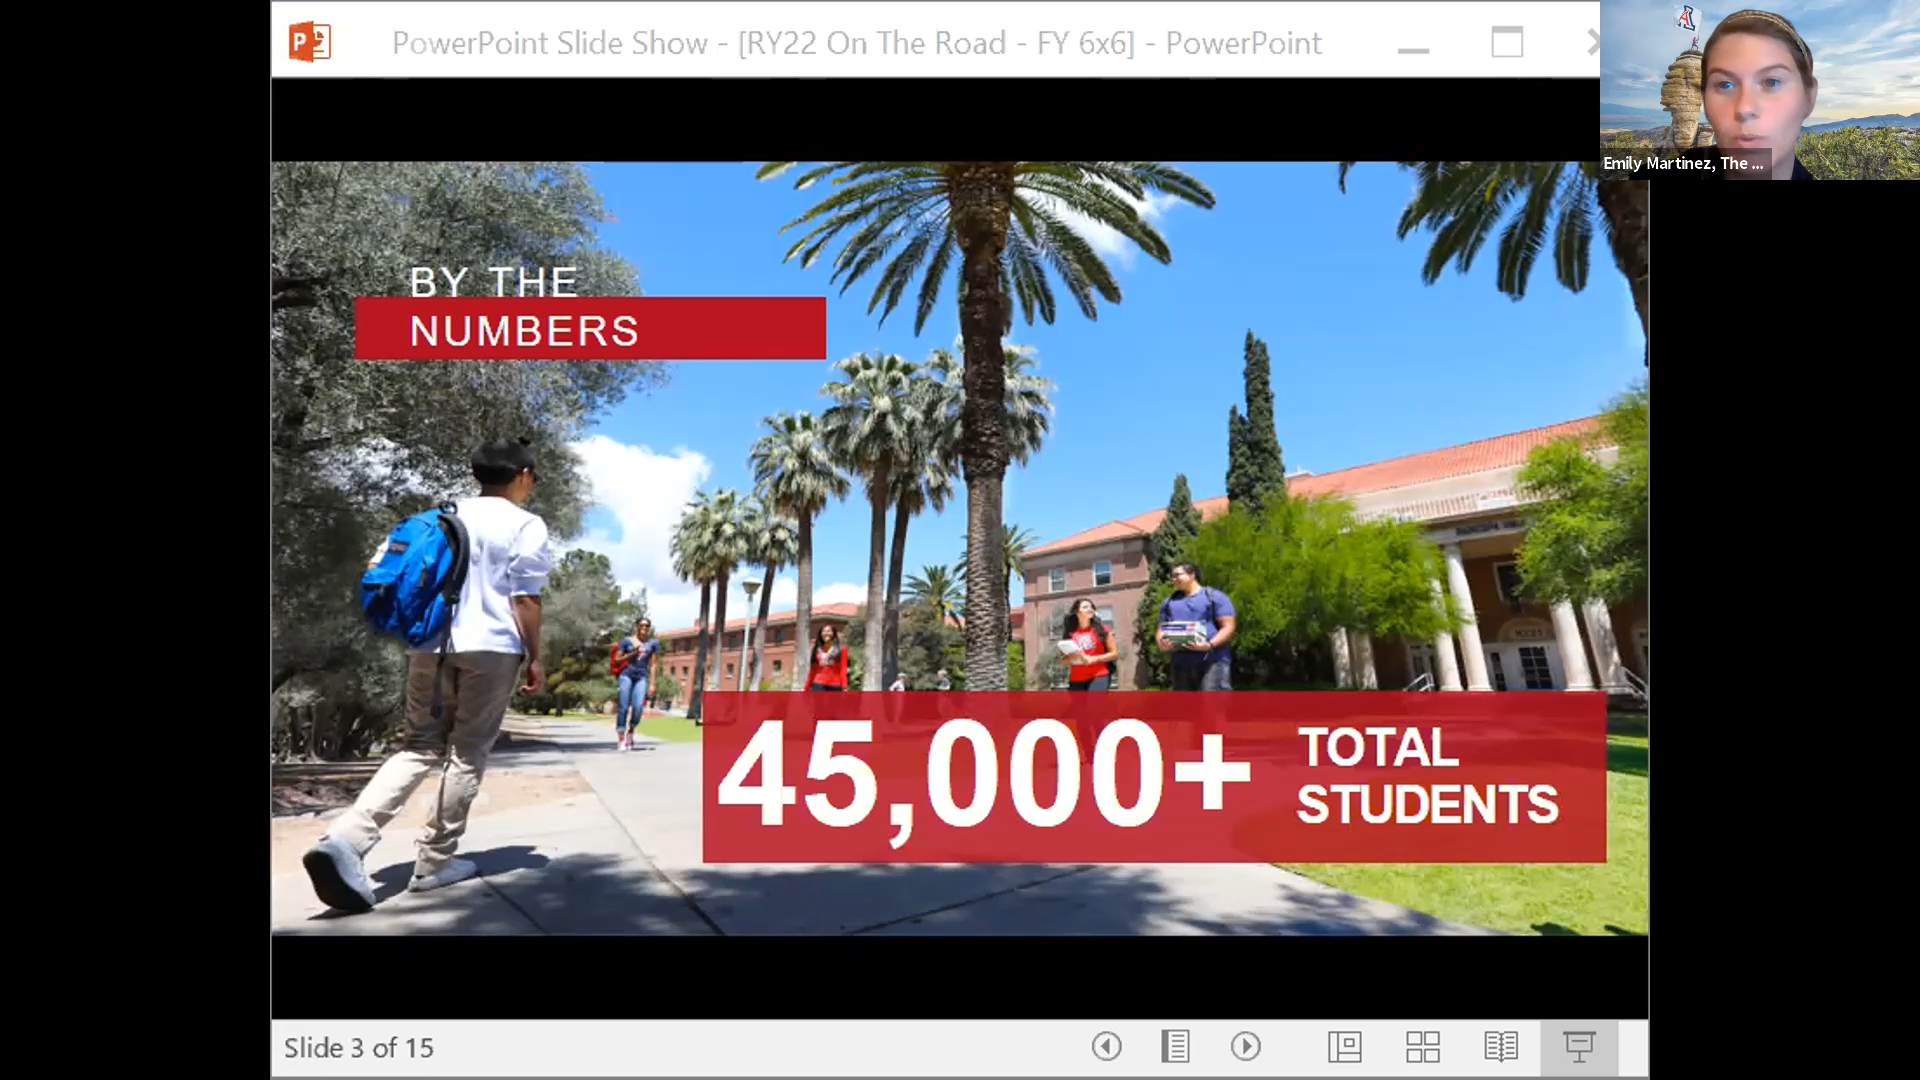 PowerPoint Slide Show - [RY22 On The Road - FY 6x6] - PowerPoint
Emily Martinez, The ...
BY THE
NUMBERS
45,000+
TOTAL
STUDENTS
Slide 3 of 15